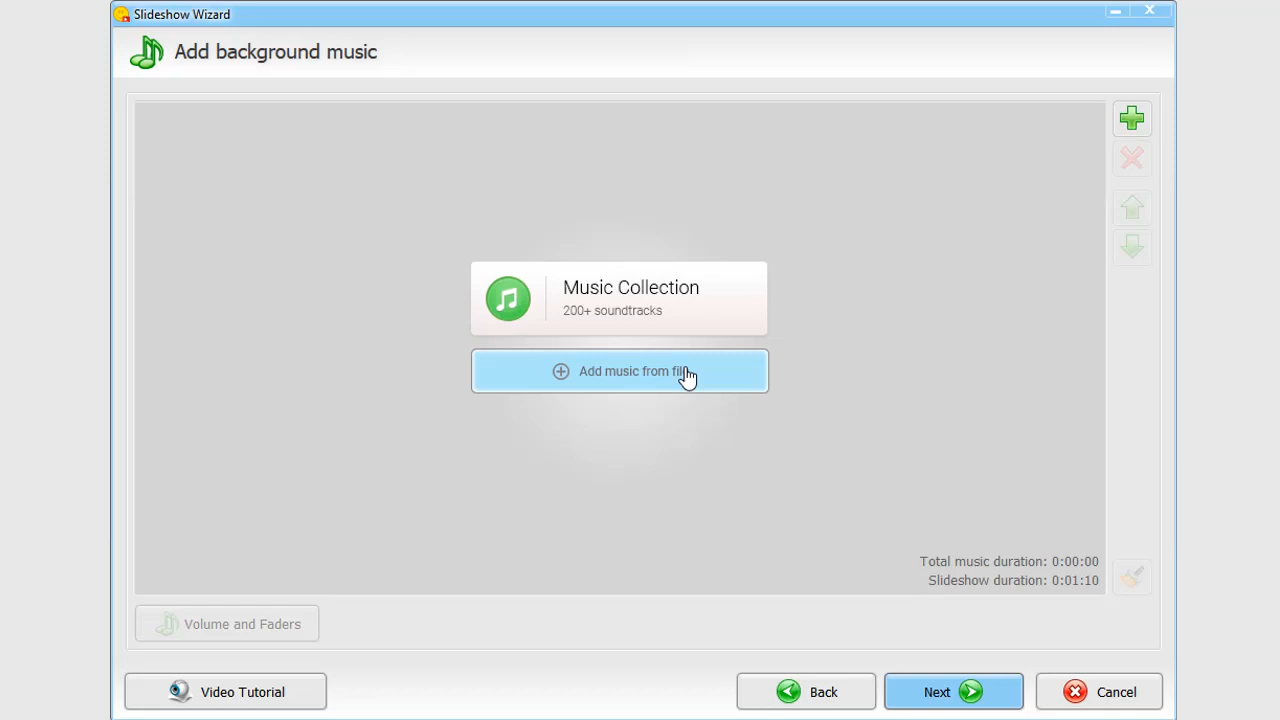 Slideshow Wizard
Add background music
Music Collection
200+ soundtracks
Add music from fil
Total music duration: 0:00:00
Slideshow duration: 0:01:10
Volume and Faders
Video Tutorial
Back
Next
Cancel